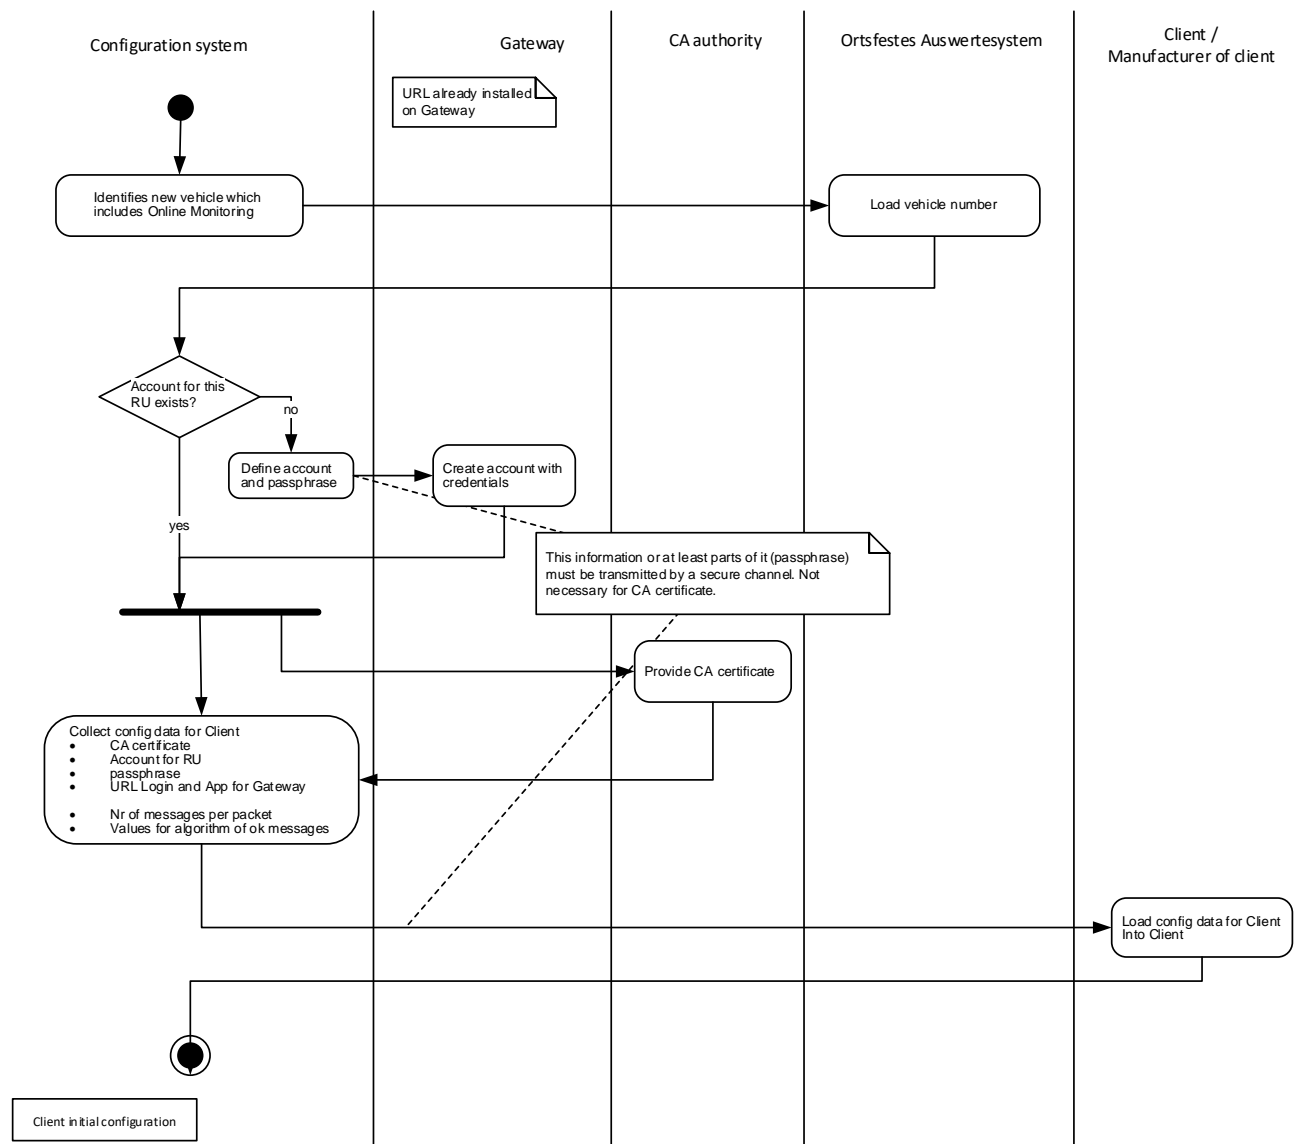 Configuration system
Gateway
CA authority
Ortsfestes Auswertesystem
Client /
Manufacturer of client
URL already installed
on Gateway
Identifies new vehicle which
includes Online Monitoring
Load vehicle number
Account for this
RU exists?
no
Define account
and passphrase
Create account with
credentials
yes
This information or at least parts of it (passphrase)
must be transmitted by a secure channel. Not
necessary for CA certificate.
Provide CA certificate
Collect config data for Client
• CA certificate
• Account for RU
• passphrase
• URL Login and App for Gateway
• Nr of messages per packet
• Values for algorithm of ok messages
Load config data for Client
Into Client
Client initial configuration